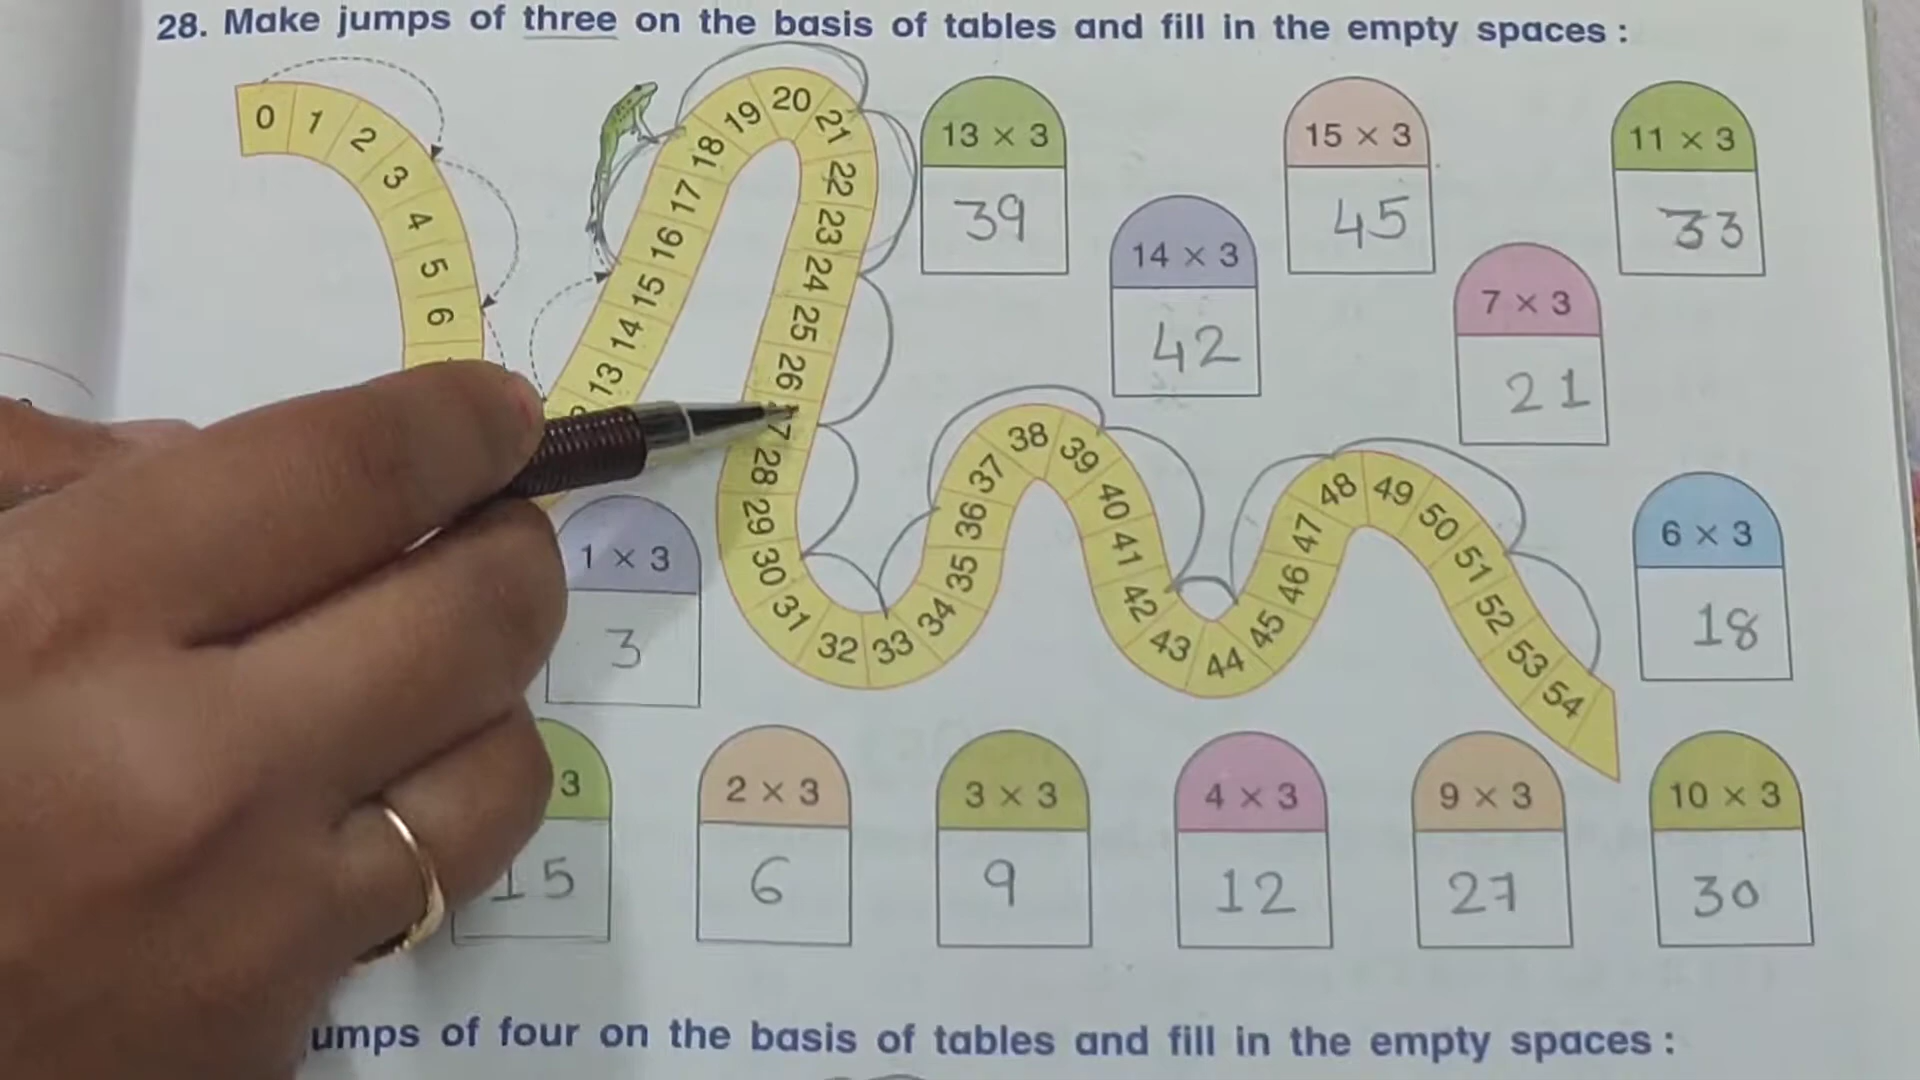 28. Make jumps of three on the basis of tables and fill in the empty spaces :
0 1 2 3 4 5 6
13 14 15 16 17 18 19 20 21 22 23 24 25 26
28 29 30 31 32 33 34 35 36 37 38 39 40 41 42 43 44 45 46 47 48 49 50 51 52 53 54
13 × 3
39
15 × 3
45
11 × 3
33
14 × 3
42
7 × 3
21
1 × 3
3
6 × 3
18
3
15
2 × 3
6
3 × 3
9
4 × 3
12
9 × 3
27
10 × 3
30
umps of four on the basis of tables and fill in the empty spaces :